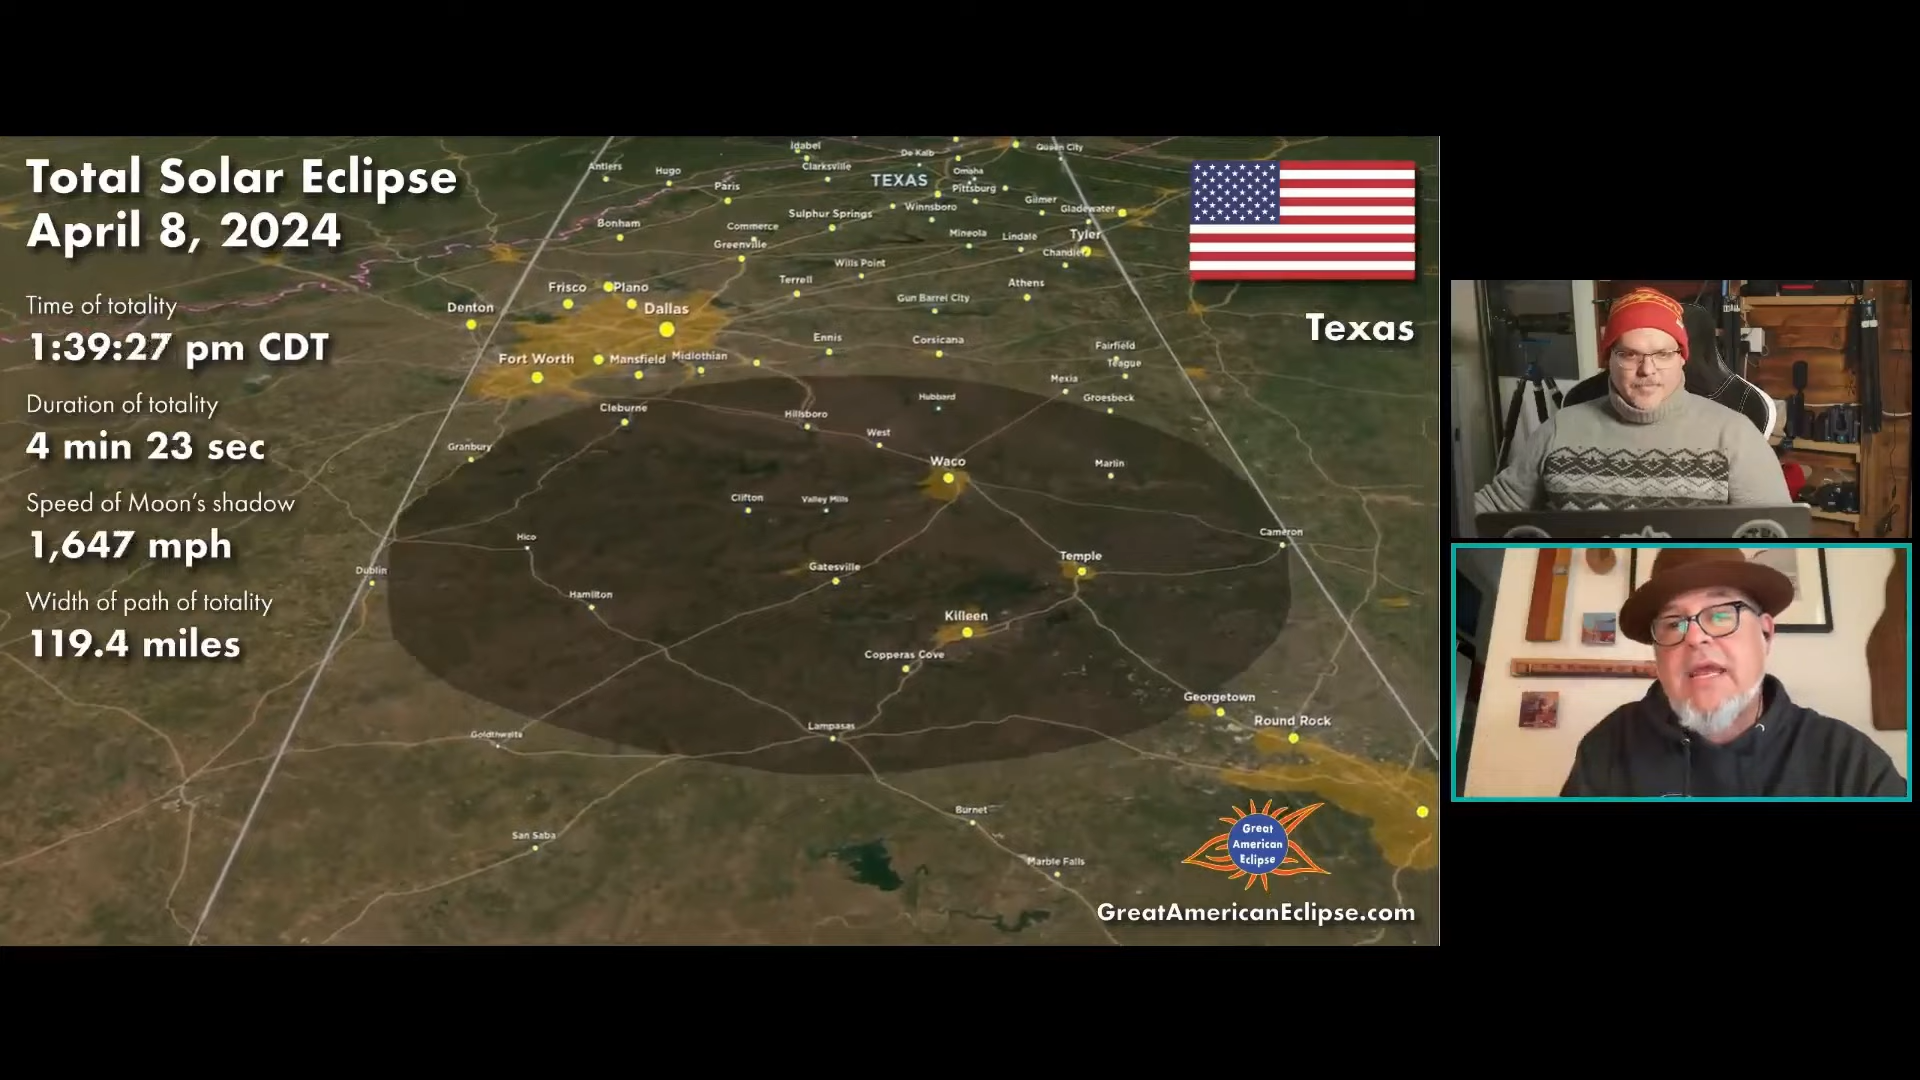 Total Solar Eclipse
April 8, 2024
Time of totality
1:39:27 pm CDT
Duration of totality
4 min 23 sec
Speed of Moon's shadow
1,647 mph
Width of path of totality
119.4 miles
Idabel
De Kalb
Queen City
Antlers
Hugo
Clarksville
Omaha
TEXAS
Paris
Pittsburg
Gilmer
Winnsboro
Gladewater
Sulphur Springs
Bonham
Commerce
Mineola
Lindale
Tyler
Greenville
Chandler
Wills Point
Terrell
Athens
Frisco
Plano
Gun Barrel City
Denton
Dallas
Ennis
Corsicana
Fairfield
Fort Worth
Mansfield
Midlothian
Teague
Mexia
Hubbard
Groesbeck
Cleburne
Hillsboro
West
Granbury
Waco
Marlin
Clifton
Valley Mills
Hico
Cameron
Temple
Dublin
Gatesville
Hamilton
Killeen
Copperas Cove
Georgetown
Round Rock
Lampasas
Goldthwaite
Burnet
San Saba
Marble Falls
Texas
Great
American
Eclipse
GreatAmericanEclipse.com